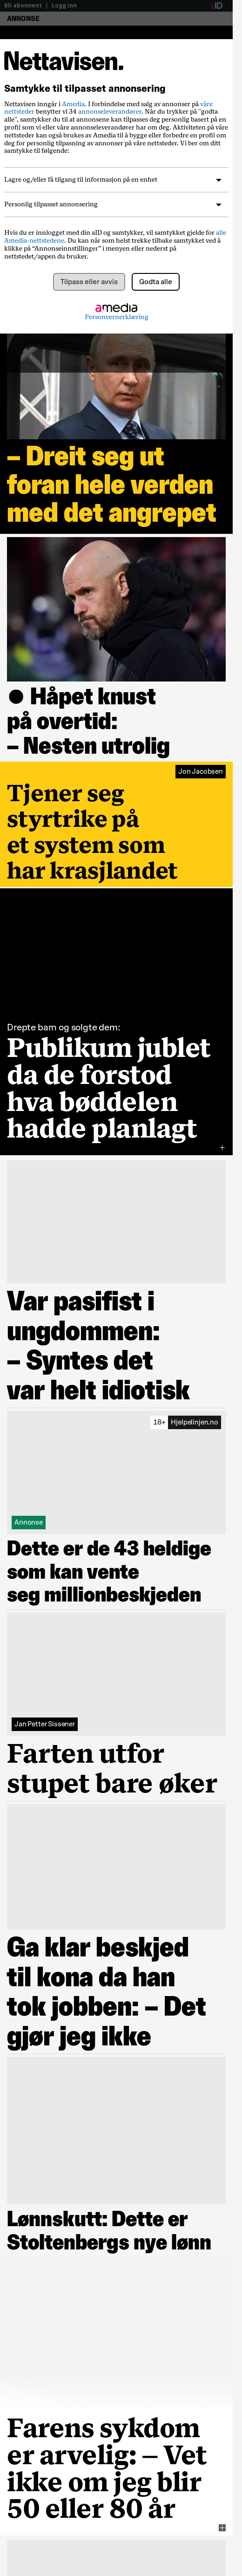 Bli abonnent | Logg inn
aID
ANNONSE
Nettavisen.
Samtykke til tilpasset annonsering
Nettavisen inngår i Amedia. I forbindelse med salg av annonser på våre
nettsteder benytter vi 34 annonseleverandører. Når du trykker på "godta
alle", samtykker du til at annonsene kan tilpasses deg personlig basert på en
profil som vi eller våre annonseleverandører har om deg. Aktiviteten på våre
nettsteder kan også brukes av Amedia til å bygge eller forbedre en profil om
deg for personlig tilpasning av annonser på våre nettsteder. Vi ber om ditt
samtykke til følgende:
Lagre og/eller få tilgang til informasjon på en enhet
Personlig tilpasset annonsering
Hvis du er innlogget med din aID og samtykker, vil samtykket gjelde for alle
Amedia-nettstedene. Du kan når som helst trekke tilbake samtykket ved å
klikke på “Annonseinnstillinger” i menyen eller nederst på
nettstedet/appen du bruker.
Tilpass eller avvis
Godta alle
amedia
Personvernerklæring
– Dreit seg ut
foran hele verden
med det angrepet
● Håpet knust
på overtid:
– Nesten utrolig
Jon Jacobsen
Tjener seg
styrtrike på
et system som
har krasjlandet
Drepte barn og solgte dem:
Publikum jublet
da de forstod
hva bøddelen
hadde planlagt
+
Var pasifist i
ungdommen:
– Syntes det
var helt idiotisk
18+ Hjelpelinjen.no
Annonse
Dette er de 43 heldige
som kan vente
seg millionbeskjeden
Jan Petter Sissener
Farten utfor
stupet bare øker
Ga klar beskjed
til kona da han
tok jobben: – Det
gjør jeg ikke
Lønnskutt: Dette er
Stoltenbergs nye lønn
Farens sykdom
er arvelig: – Vet
ikke om jeg blir
50 eller 80 år
+